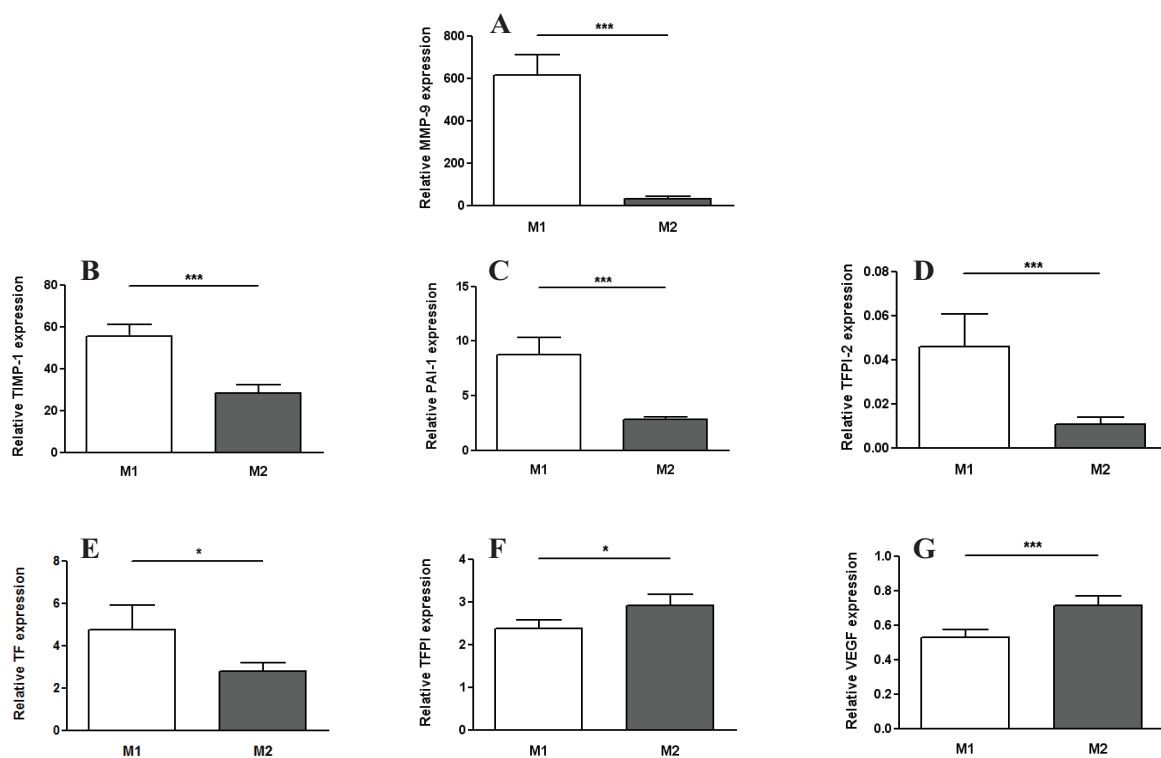 A
***
Relative MMP-9 expression
800
600
400
200
0
M1 M2
B
***
Relative TIMP-1 expression
80
60
40
20
0
M1 M2
C
***
Relative PAI-1 expression
15
10
5
0
M1 M2
D
***
Relative TFPI-2 expression
0.08
0.06
0.04
0.02
0.00
M1 M2
E
*
Relative TF expression
8
6
4
2
0
M1 M2
F
*
Relative TFPI expression
4
3
2
1
0
M1 M2
G
***
Relative VEGF expression
1.0
0.8
0.6
0.4
0.2
0.0
M1 M2